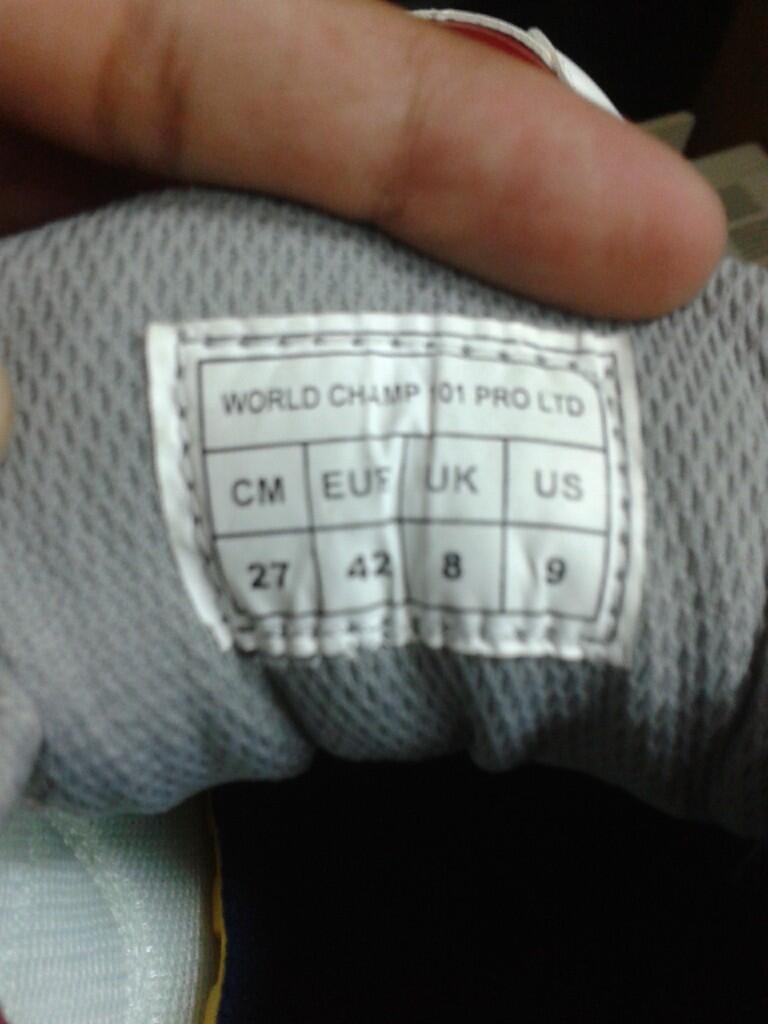 WORLD CHAMP 101 PRO LTD
CM EUR UK US
27 42 8 9